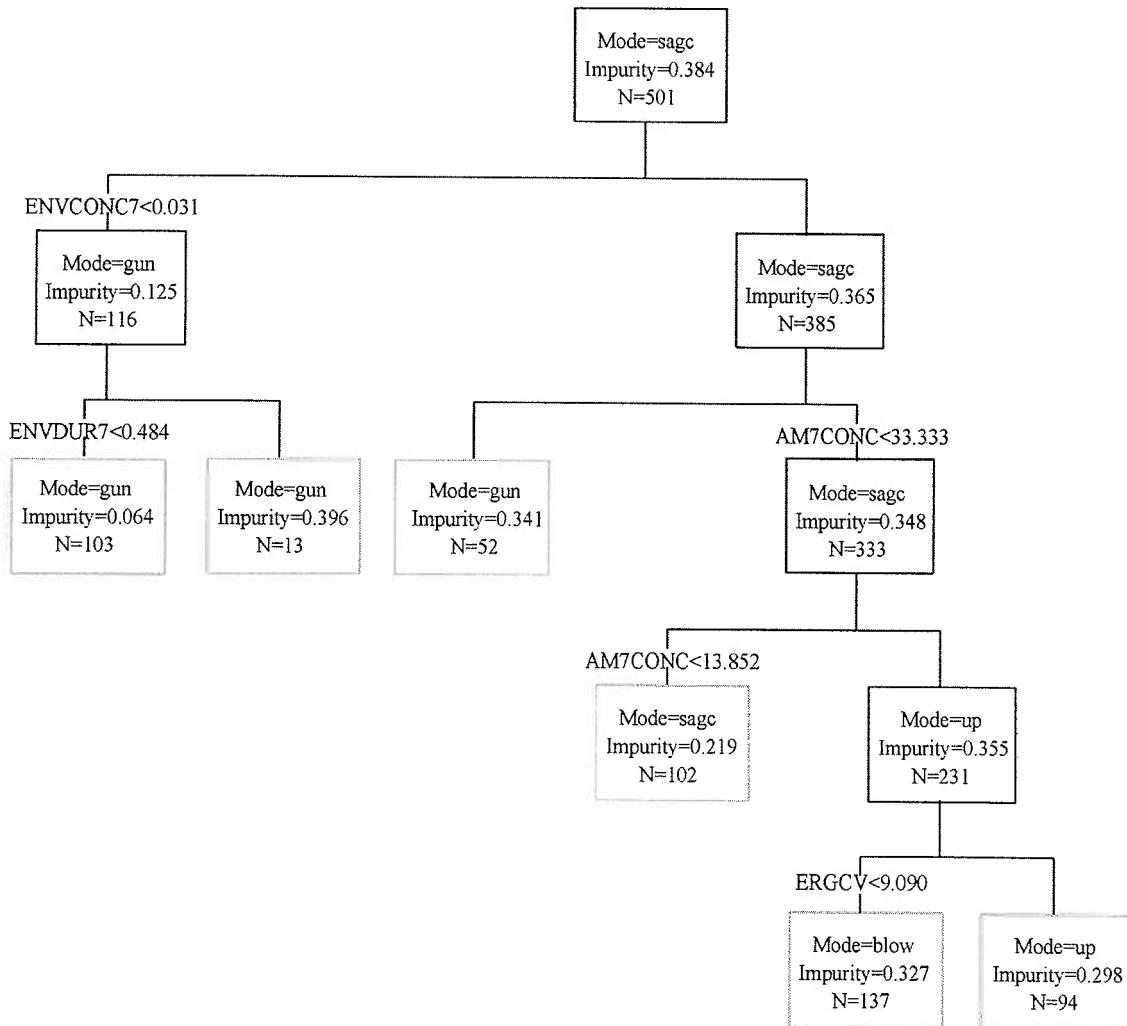 Mode=sagc
Impurity=0.384
N=501
ENVCONC7<0.031
Mode=gun
Impurity=0.125
N=116
Mode=sagc
Impurity=0.365
N=385
ENVDUR7<0.484
AM7CONC<33.333
Mode=gun
Impurity=0.064
N=103
Mode=gun
Impurity=0.396
N=13
Mode=gun
Impurity=0.341
N=52
Mode=sagc
Impurity=0.348
N=333
AM7CONC<13.852
Mode=sagc
Impurity=0.219
N=102
Mode=up
Impurity=0.355
N=231
ERGCV<9.090
Mode=blow
Impurity=0.327
N=137
Mode=up
Impurity=0.298
N=94